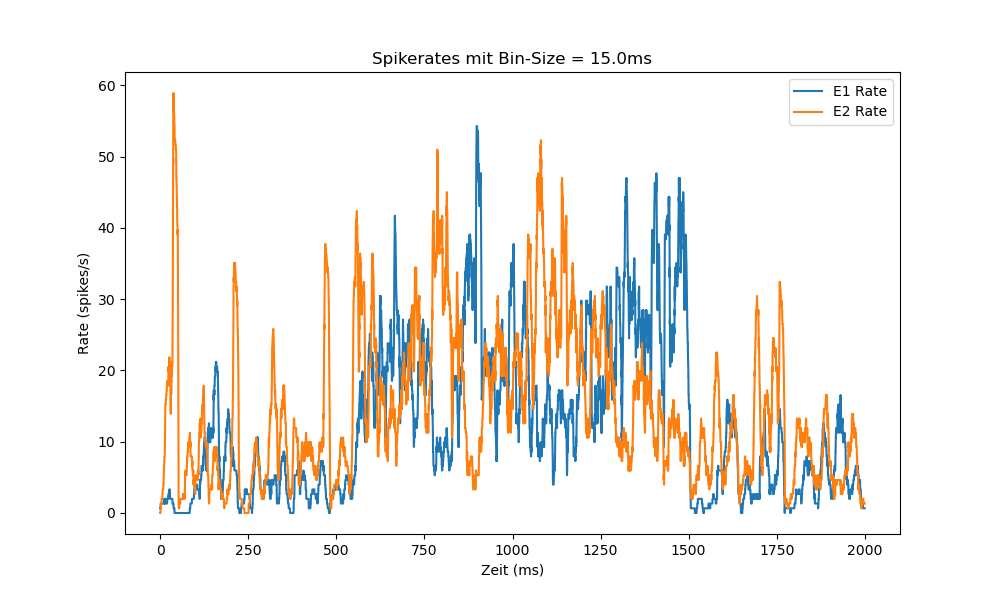 Spikerates mit Bin-Size = 15.0ms
E1 Rate
E2 Rate
60
50
40
30
20
10
0
Rate (spikes/s)
0 250 500 750 1000 1250 1500 1750 2000
Zeit (ms)